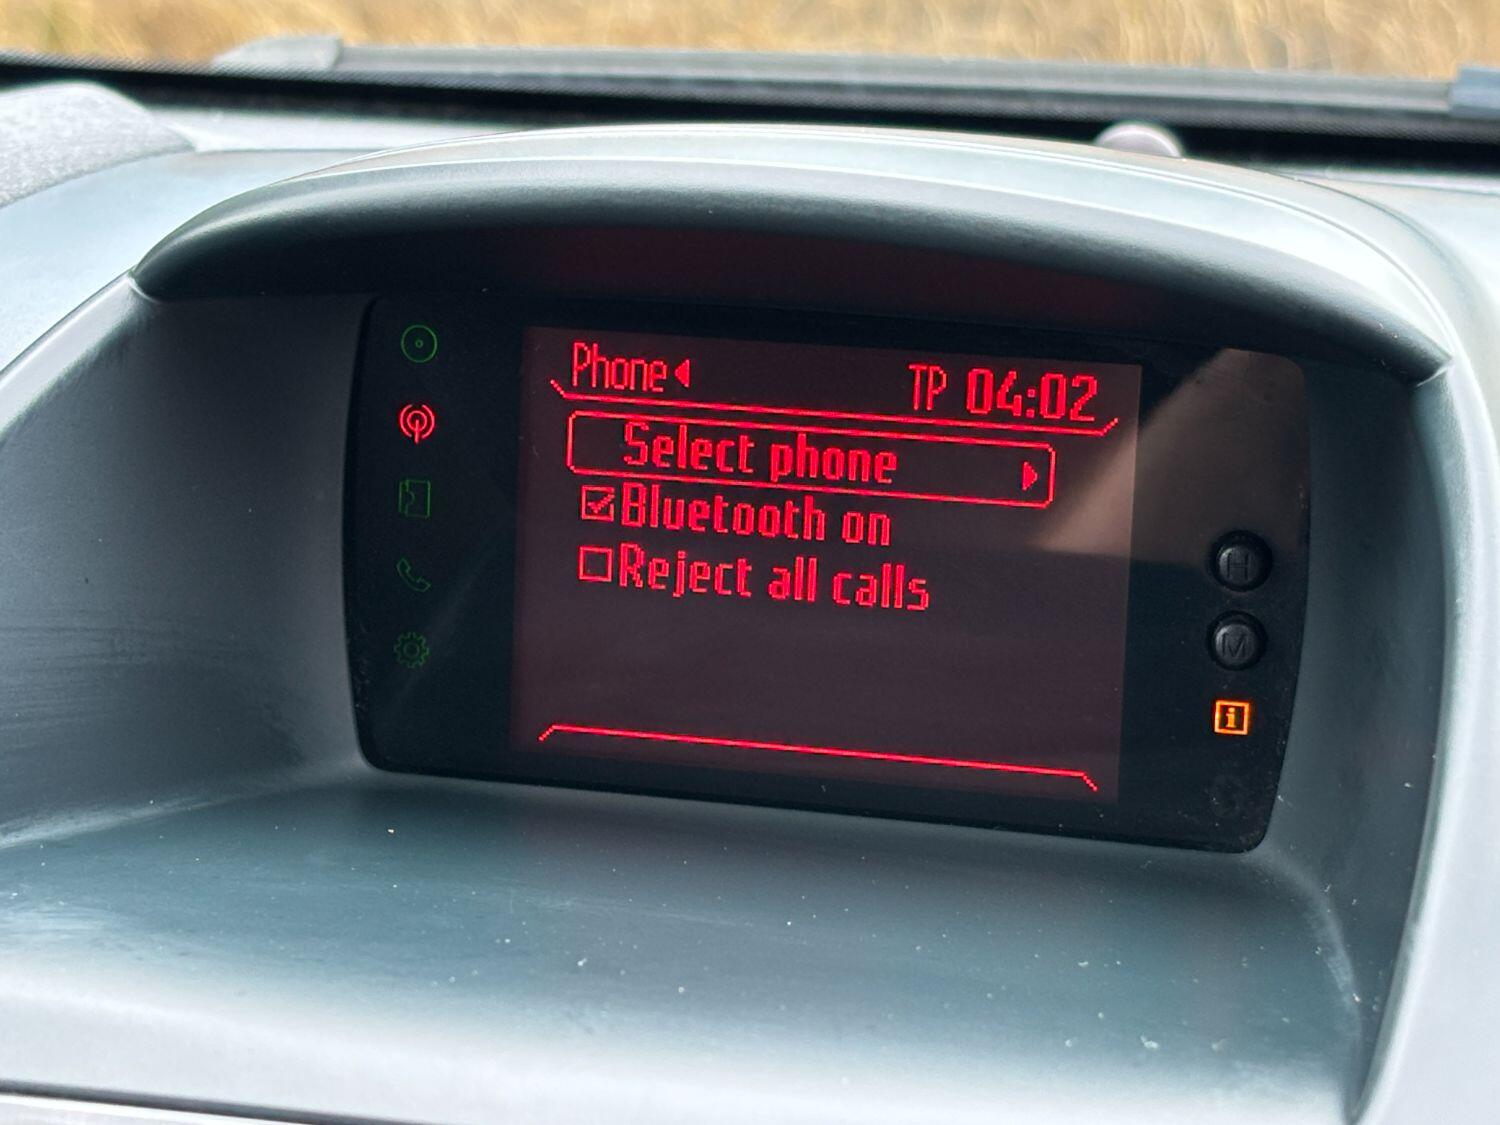 Phone TP 04:02
Select phone
Bluetooth on
Reject all calls
H
M
i